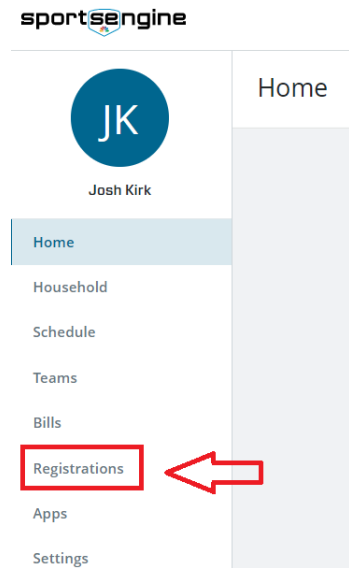 sportsengine
Home
JK
Josh Kirk
Home
Household
Schedule
Teams
Bills
Registrations
Apps
Settings